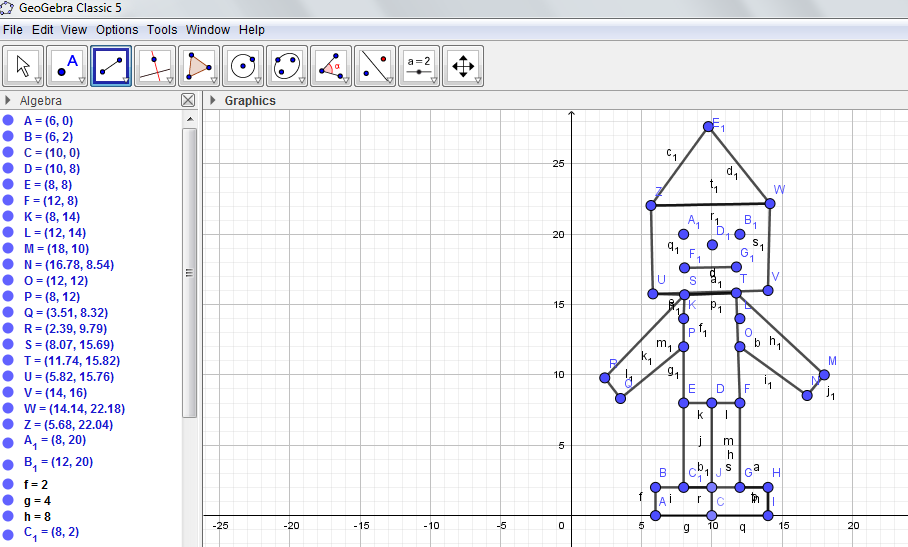 GeoGebra Classic 5
File Edit View Options Tools Window Help
A α a = 2
Algebra
Graphics
A = (6, 0)
B = (6, 2)
C = (10, 0)
D = (10, 8)
E = (8, 8)
F = (12, 8)
K = (8, 14)
L = (12, 14)
M = (18, 10)
N = (16.78, 8.54)
O = (12, 12)
P = (8, 12)
Q = (3.51, 8.32)
R = (2.39, 9.79)
S = (8.07, 15.69)
T = (11.74, 15.82)
U = (5.82, 15.76)
V = (14, 16)
W = (14.14, 22.18)
Z = (5.68, 22.04)
A₁ = (8, 20)
B₁ = (12, 20)
f = 2
g = 4
h = 8
C₁ = (8, 2)
E₁
c₁
d₁
25
t₁
Z W
r₁
A₁ B₁
D₁
20
q₁ s₁
F₁ G₁
d
U S a₁ T V
15
K p₁
f₁
P O
m₁ b h₁
k₁
R M
l₁ g₁ i₁
10
Q N j₁
E D F
k l
5
j m
h
b₁ s a
B C₁ J G H
f A i r C I
-25 -20 -15 -10 -5 0 5 10 15 20
g q